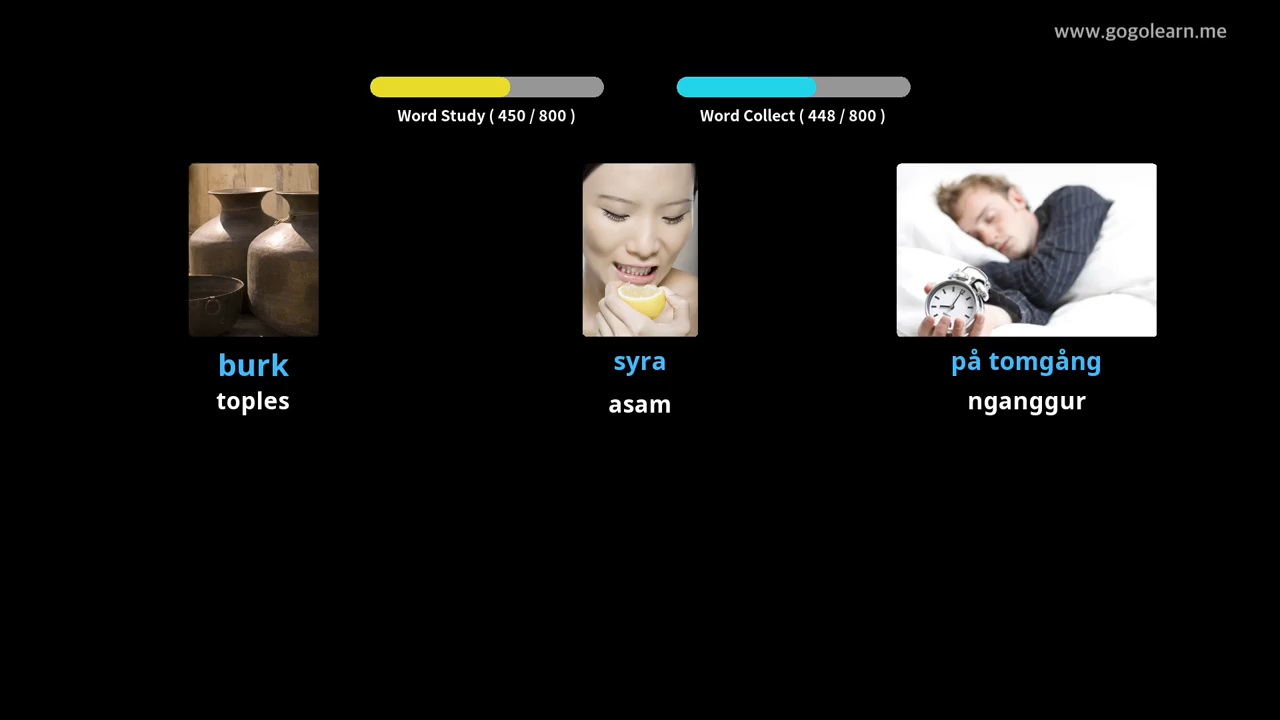 www.gogolearn.me
Word Study ( 450 / 800 )
Word Collect ( 448 / 800 )
burk
toples
syra
asam
på tomgång
nganggur